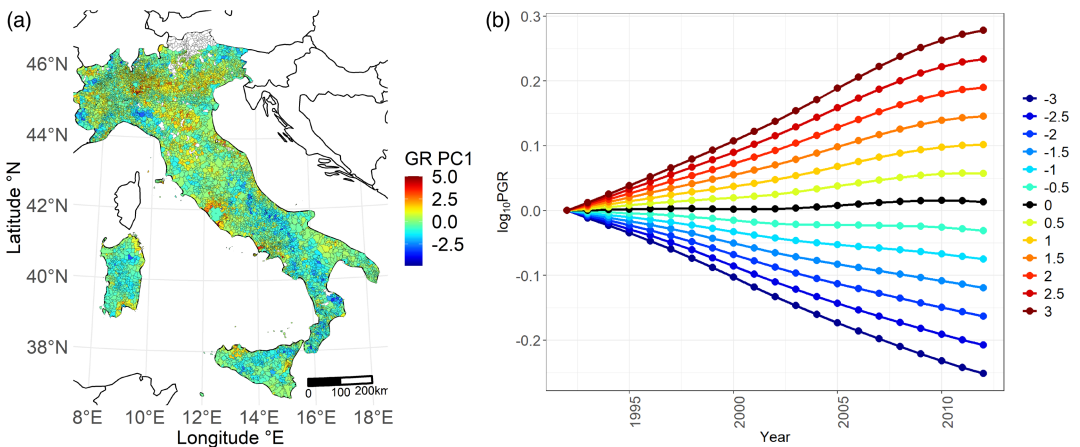 (a)
46°N
44°N
42°N
40°N
38°N
Latitude °N
8°E 10°E 12°E 14°E 16°E 18°E
Longitude °E
GR PC1
5.0
2.5
0.0
-2.5
0 100 200km
(b)
0.3
0.2
0.1
0.0
-0.1
-0.2
log₁₀PGR
1995 2000 2005 2010
Year
-3
-2.5
-2
-1.5
-1
-0.5
0
0.5
1
1.5
2
2.5
3